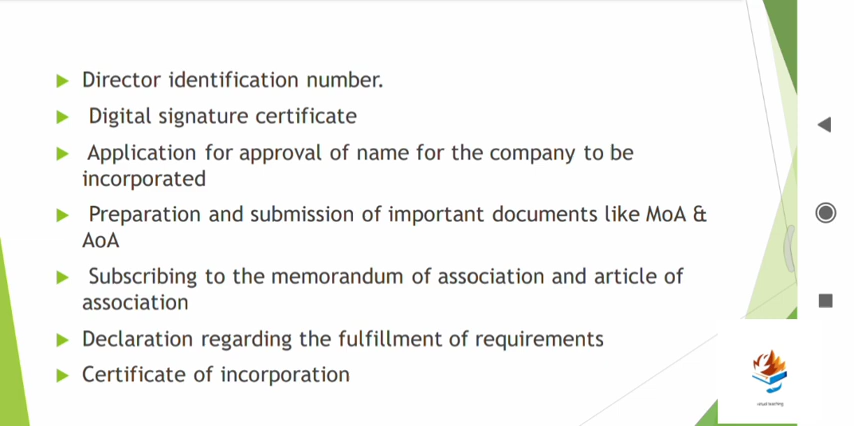 Director identification number.
Digital signature certificate
Application for approval of name for the company to be
incorporated
Preparation and submission of important documents like MoA &
AoA
Subscribing to the memorandum of association and article of
association
Declaration regarding the fulfillment of requirements
Certificate of incorporation